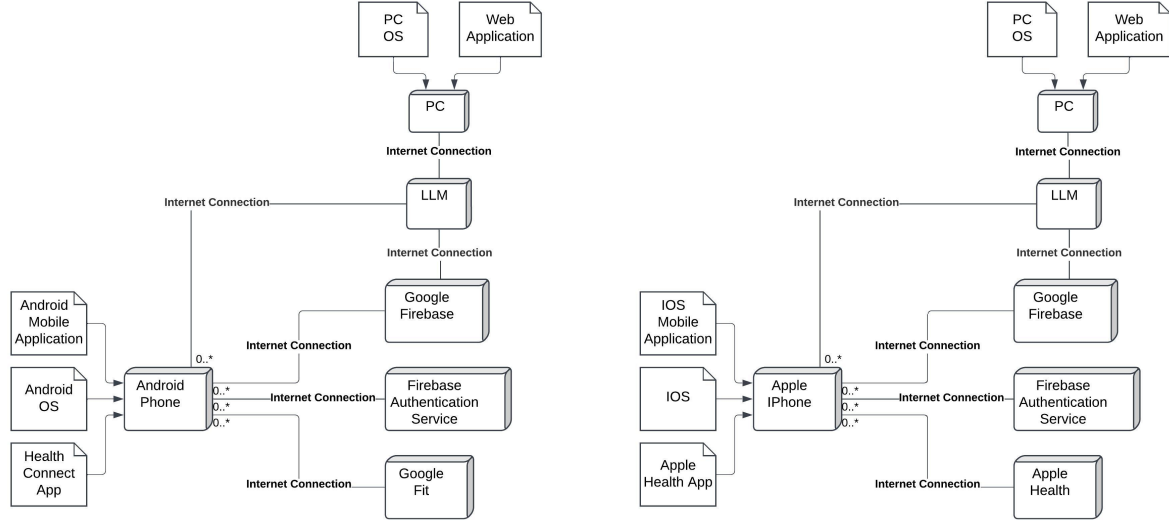 PC
OS
Web
Application
PC
Internet Connection
LLM
Internet Connection
Internet Connection
Google
Firebase
Android
Mobile
Application
Internet Connection
0..*
Android
Phone
0..*
0..*
0..*
Android
OS
Internet Connection
Firebase
Authentication
Service
Health
Connect
App
Internet Connection
Google
Fit
PC
OS
Web
Application
PC
Internet Connection
LLM
Internet Connection
Internet Connection
Google
Firebase
IOS
Mobile
Application
Internet Connection
0..*
Apple
IPhone
0..*
0..*
0..*
IOS
Internet Connection
Firebase
Authentication
Service
Apple
Health App
Internet Connection
Apple
Health